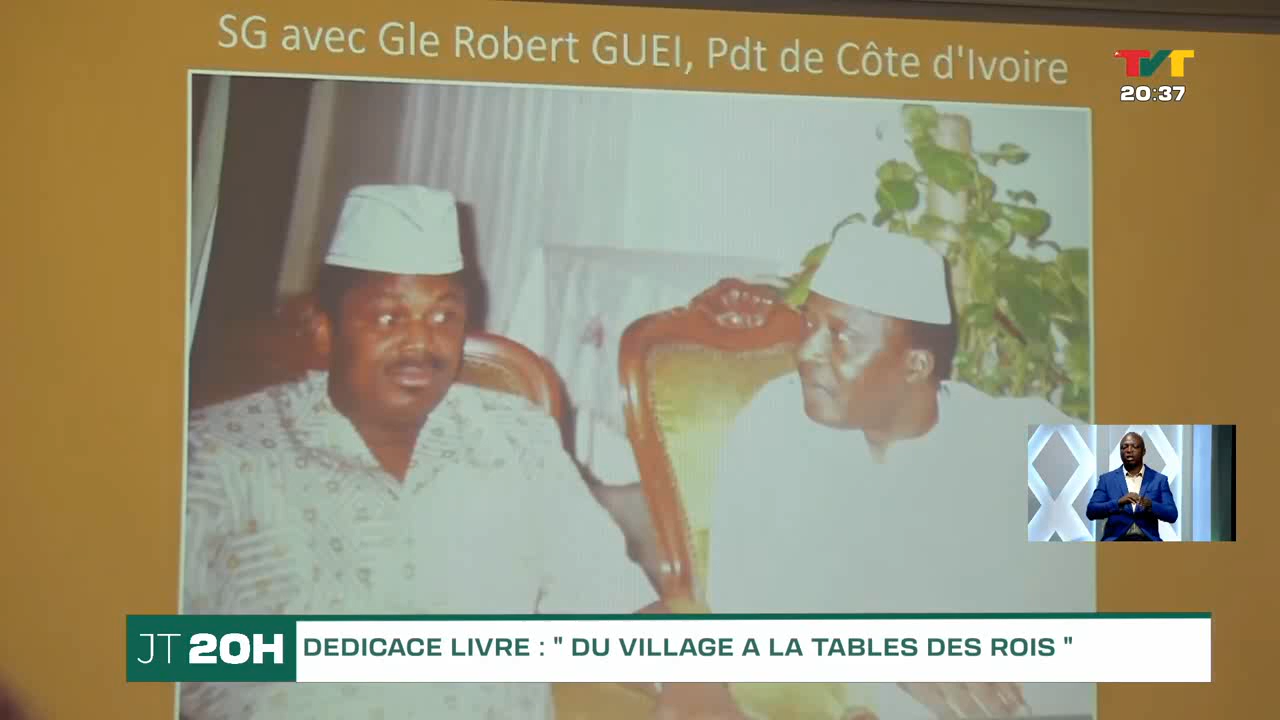 SG avec Gle Robert GUEI, Pdt de Côte d'Ivoire
TVT
20:37
JT 20H
DEDICACE LIVRE : " DU VILLAGE A LA TABLES DES ROIS "